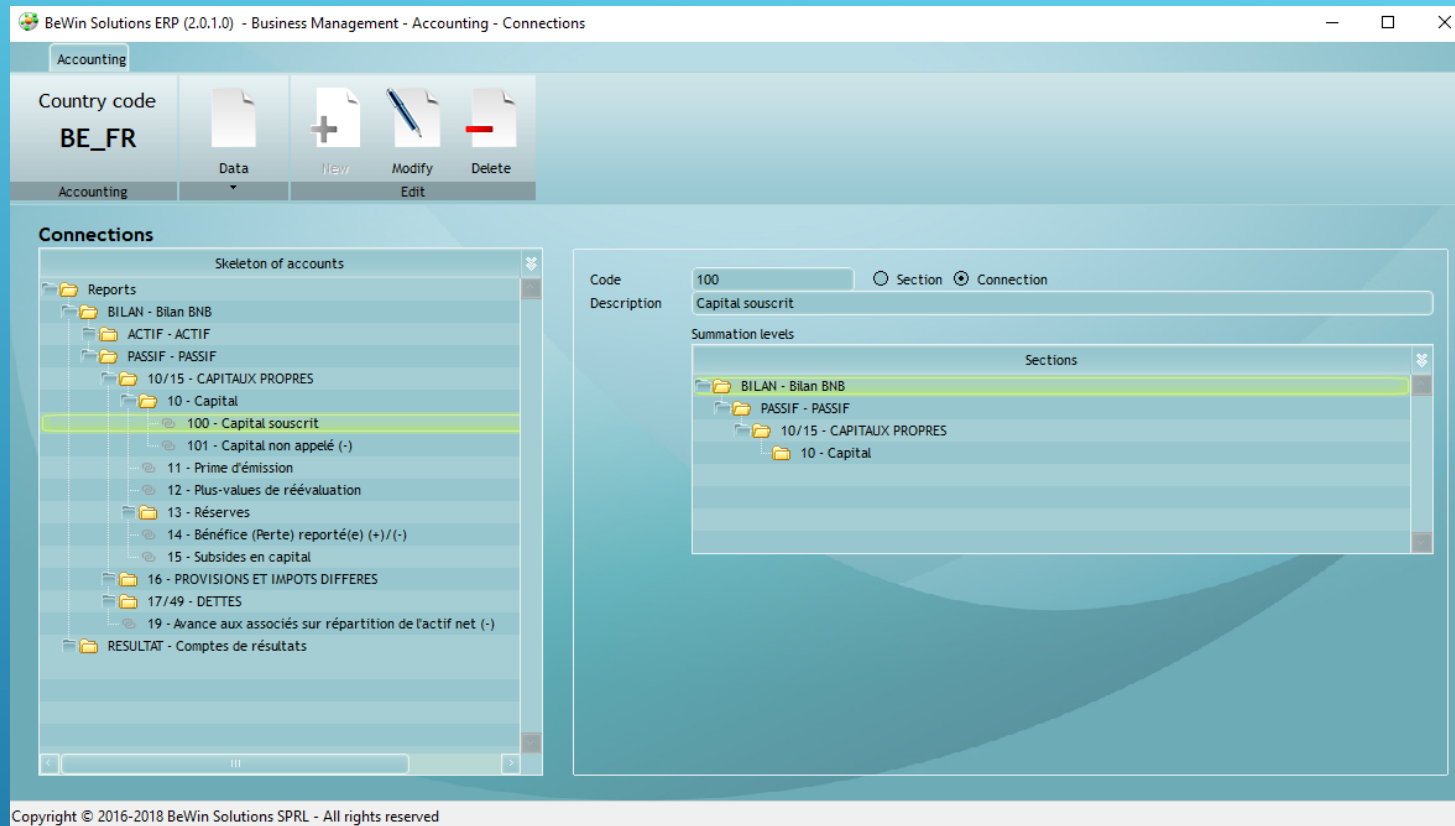 BeWin Solutions ERP (2.0.1.0) - Business Management - Accounting - Connections
Accounting
Country code
BE_FR
Data
New
Modify
Delete
Accounting
Edit
Connections
Skeleton of accounts
Reports
BILAN - Bilan BNB
ACTIF - ACTIF
PASSIF - PASSIF
10/15 - CAPITAUX PROPRES
10 - Capital
100 - Capital souscrit
101 - Capital non appelé (-)
11 - Prime d'émission
12 - Plus-values de réévaluation
13 - Réserves
14 - Bénéfice (Perte) reporté(e) (+)/(-)
15 - Subsides en capital
16 - PROVISIONS ET IMPOTS DIFFERES
17/49 - DETTES
19 - Avance aux associés sur répartition de l'actif net (-)
RESULTAT - Comptes de résultats
Code 100 Section Connection
Description Capital souscrit
Summation levels
Sections
BILAN - Bilan BNB
PASSIF - PASSIF
10/15 - CAPITAUX PROPRES
10 - Capital
Copyright © 2016-2018 BeWin Solutions SPRL - All rights reserved